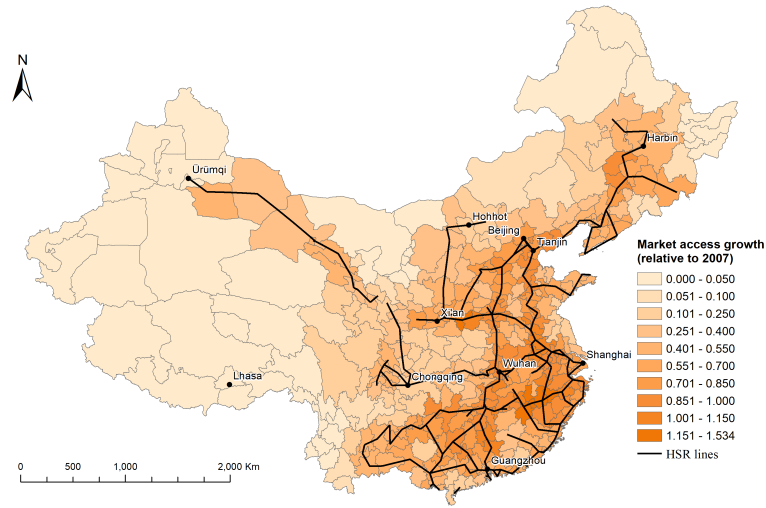 N
Harbin
Ürümqi
Hohhot
Beijing
Tianjin
Market access growth
(relative to 2007)
0.000 - 0.050
0.051 - 0.100
0.101 - 0.250
0.251 - 0.400
0.401 - 0.550
0.551 - 0.700
0.701 - 0.850
0.851 - 1.000
1.001 - 1.150
1.151 - 1.534
HSR lines
Xi'an
Shanghai
Wuhan
Lhasa
Chongqing
Guangzhou
0 500 1,000 2,000 Km